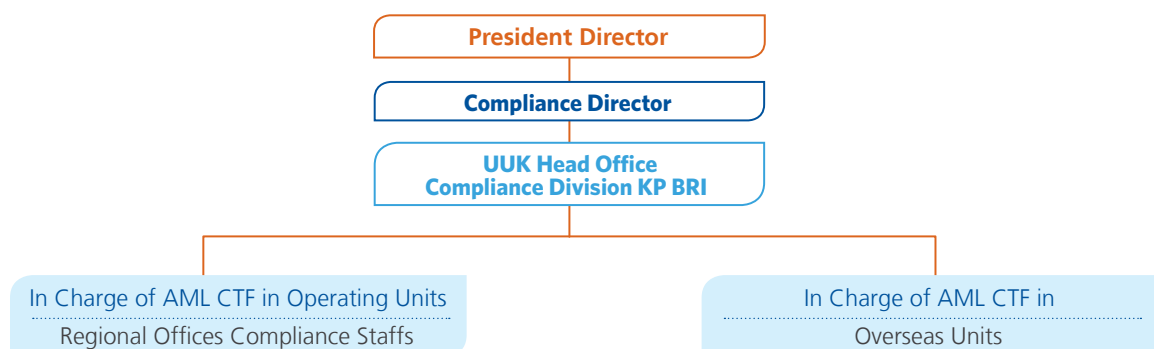 President Director
Compliance Director
UUK Head Office
Compliance Division KP BRI
In Charge of AML CTF in Operating Units
Regional Offices Compliance Staffs
In Charge of AML CTF in
Overseas Units